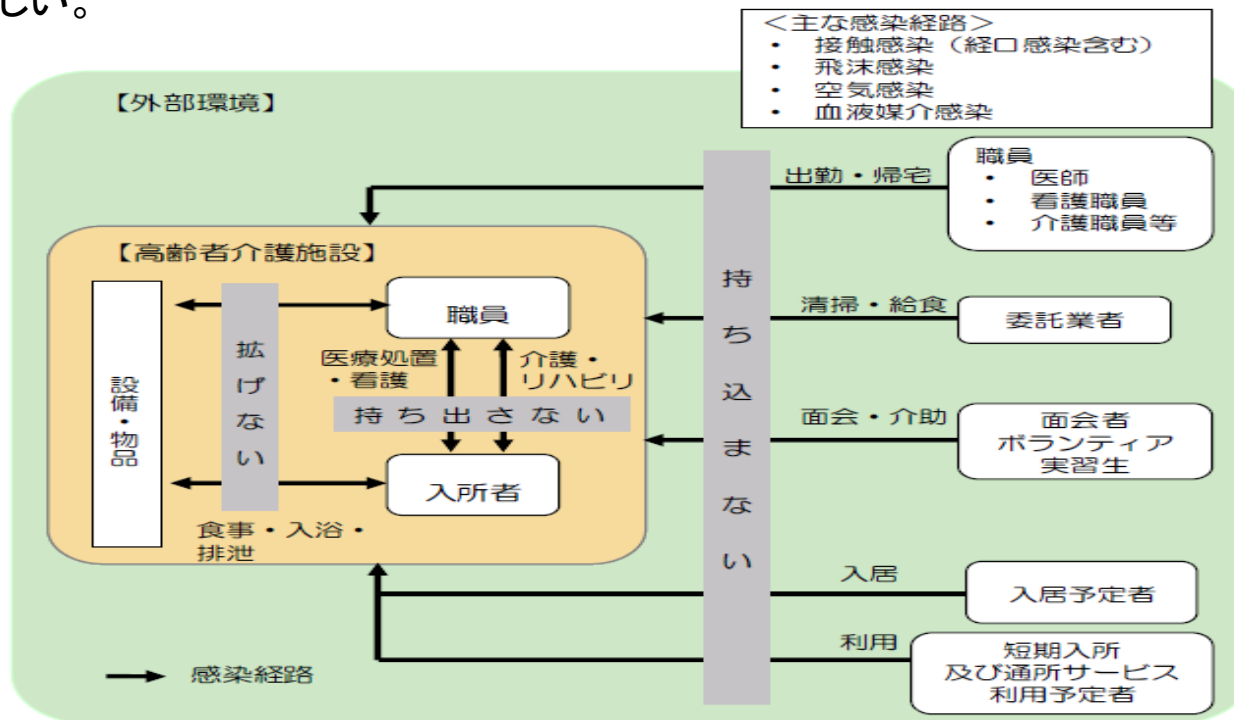 しい。
＜主な感染経路＞
・ 接触感染（経口感染含む）
・ 飛沫感染
・ 空気感染
・ 血液媒介感染
【外部環境】
職員
・ 医師
・ 看護職員
・ 介護職員等
出勤・帰宅
【高齢者介護施設】
持ち込まない
職員
清掃・給食
委託業者
拡げない
医療処置
・看護
介護・
リハビリ
設備・物品
持ち出さない
面会・介助
面会者
ボランティア
実習生
入所者
食事・入浴・
排泄
入居
入居予定者
利用
短期入所
及び通所サービス
利用予定者
感染経路